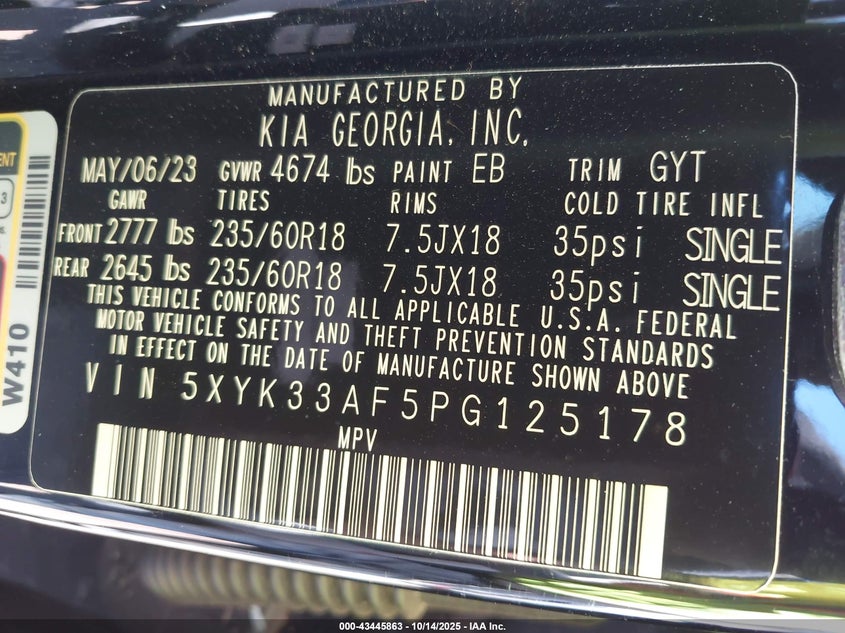 MANUFACTURED BY
KIA GEORGIA, INC.
MAY/06/23 GVWR 4674 lbs PAINT EB TRIM GYT
GAWR TIRES RIMS COLD TIRE INFL
FRONT 2777 lbs 235/60R18 7.5JX18 35psi SINGLE
REAR 2645 lbs 235/60R18 7.5JX18 35psi SINGLE
THIS VEHICLE CONFORMS TO ALL APPLICABLE U.S.A. FEDERAL
MOTOR VEHICLE SAFETY AND THEFT PREVENTION STANDARDS
IN EFFECT ON THE DATE OF MANUFACTURE SHOWN ABOVE
VIN 5XYK33AF5PG125178
MPV
W410
000-43445863 - 10/14/2025 - IAA Inc.